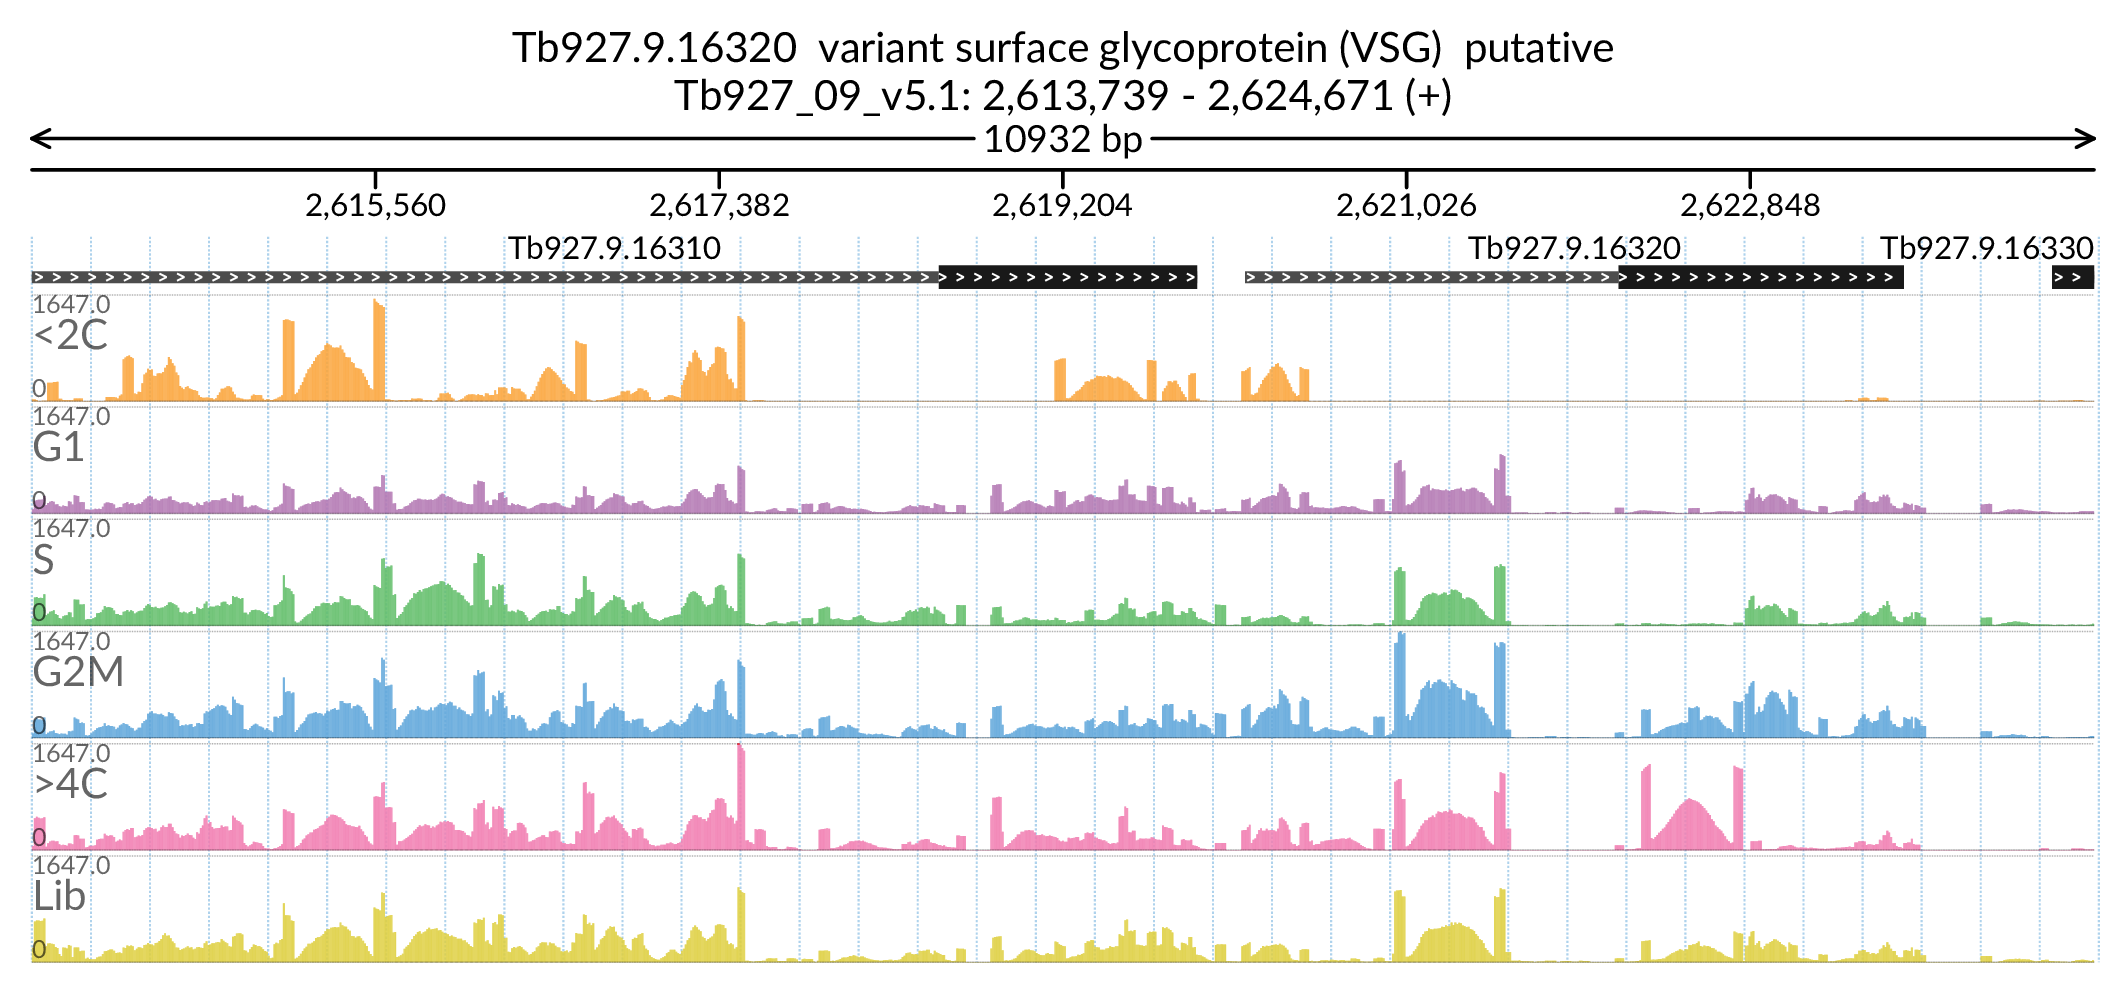 Tb927.9.16320 variant surface glycoprotein (VSG) putative
Tb927_09_v5.1: 2,613,739 - 2,624,671 (+)
10932 bp
2,615,560 2,617,382 2,619,204 2,621,026 2,622,848
Tb927.9.16310 Tb927.9.16320 Tb927.9.16330
1647.0
<2C
0
1647.0
G1
0
1647.0
S
0
1647.0
G2M
0
1647.0
>4C
0
1647.0
Lib
0